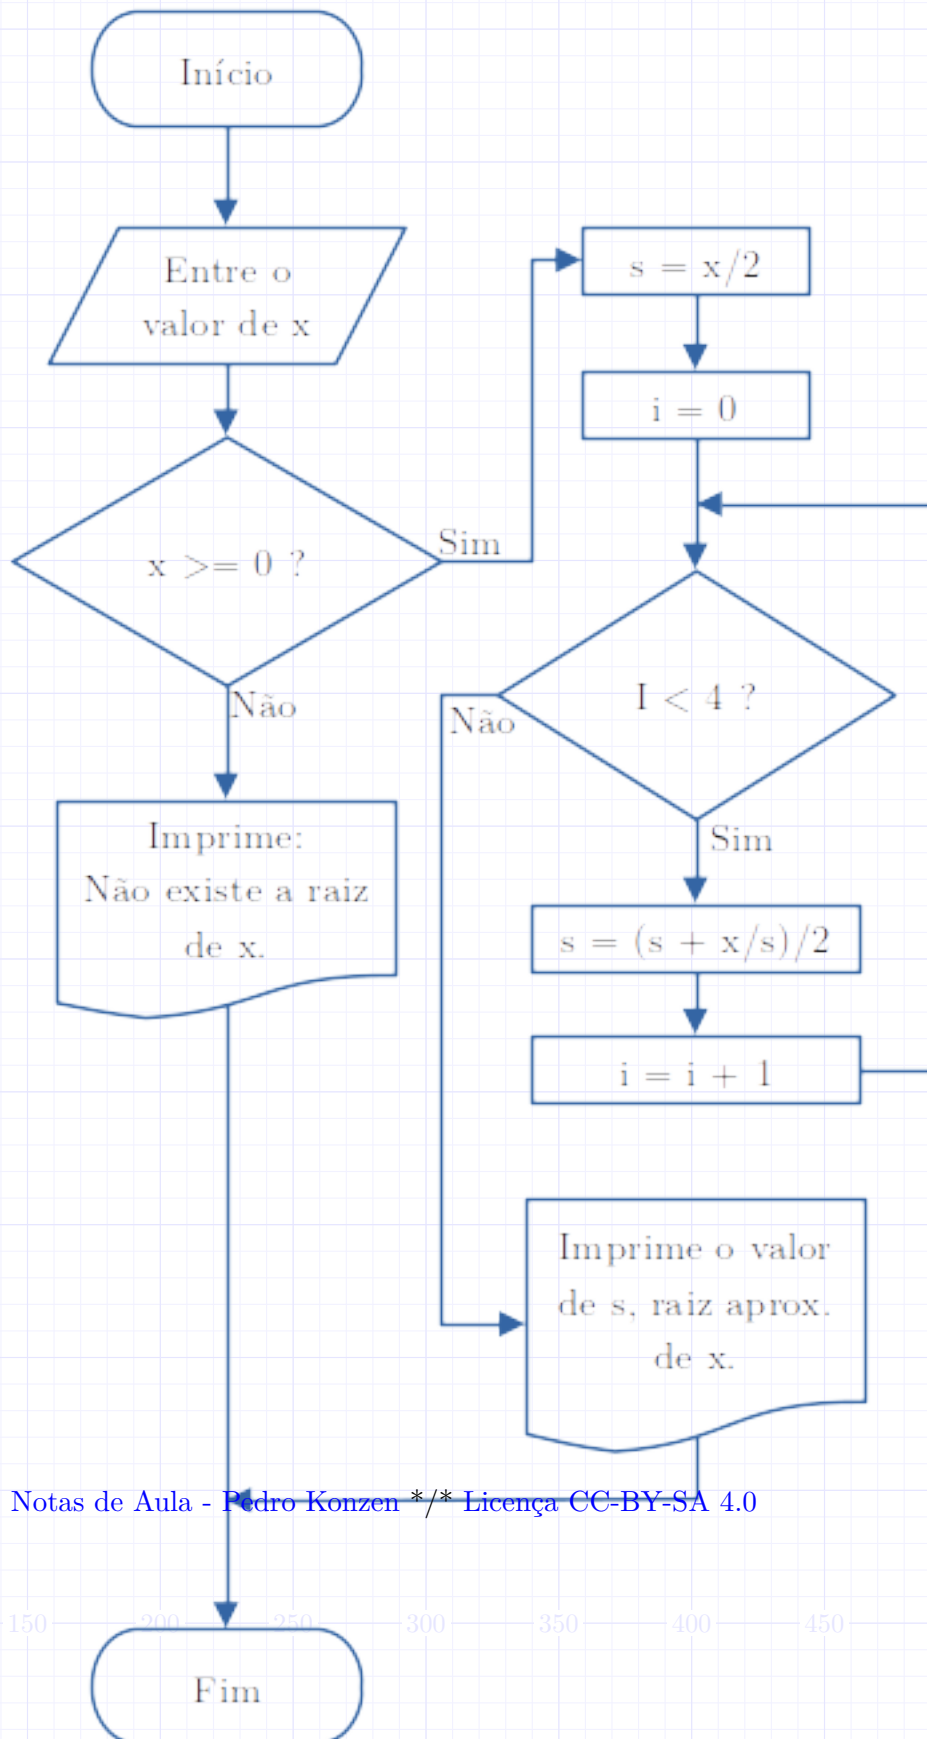 Início
Entre o
valor de x
x >= 0 ?
Sim
Não
Imprime:
Não existe a raiz
de x.
s = x/2
i = 0
I < 4 ?
Não
Sim
s = (s + x/s)/2
i = i + 1
Imprime o valor
de s, raiz aprox.
de x.
Notas de Aula - Pedro Konzen */* Licença CC-BY-SA 4.0
150 200 250 300 350 400 450
Fim